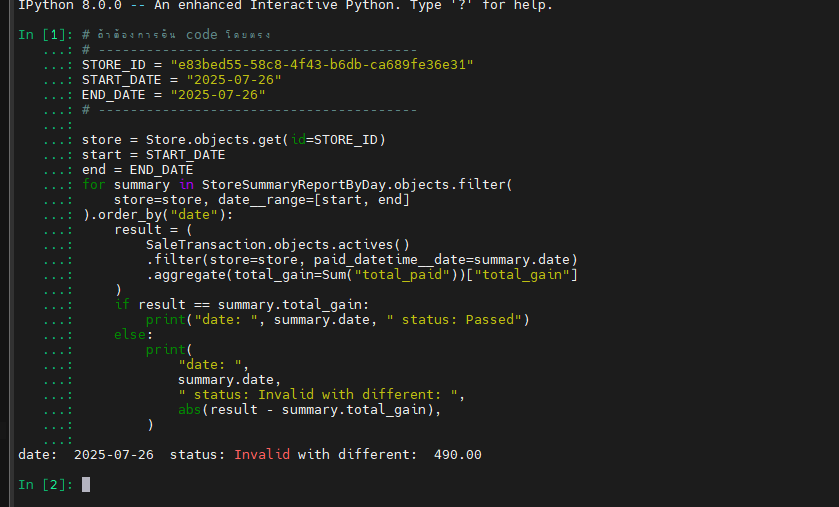 IPython 8.0.0 -- An enhanced Interactive Python. Type '?' for help.
In [1]: # ถ้าต้องการรัน code โดยตรง
   ...: # ----------------------------------------
   ...: STORE_ID = "e83bed55-58c8-4f43-b6db-ca689fe36e31"
   ...: START_DATE = "2025-07-26"
   ...: END_DATE = "2025-07-26"
   ...: # ----------------------------------------
   ...:
   ...: store = Store.objects.get(id=STORE_ID)
   ...: start = START_DATE
   ...: end = END_DATE
   ...: for summary in StoreSummaryReportByDay.objects.filter(
   ...:     store=store, date__range=[start, end]
   ...: ).order_by("date"):
   ...:     result = (
   ...:         SaleTransaction.objects.actives()
   ...:         .filter(store=store, paid_datetime__date=summary.date)
   ...:         .aggregate(total_gain=Sum("total_paid"))["total_gain"]
   ...:     )
   ...:     if result == summary.total_gain:
   ...:         print("date: ", summary.date, " status: Passed")
   ...:     else:
   ...:         print(
   ...:             "date: ",
   ...:             summary.date,
   ...:             " status: Invalid with different: ",
   ...:             abs(result - summary.total_gain),
   ...:         )
   ...:
date:  2025-07-26  status: Invalid with different:  490.00
In [2]: